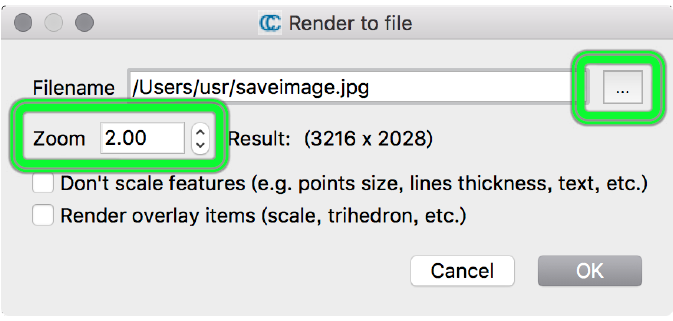 Render to file
Filename /Users/usr/saveimage.jpg ...
Zoom 2.00 Result: (3216 x 2028)
Don't scale features (e.g. points size, lines thickness, text, etc.)
Render overlay items (scale, trihedron, etc.)
Cancel OK